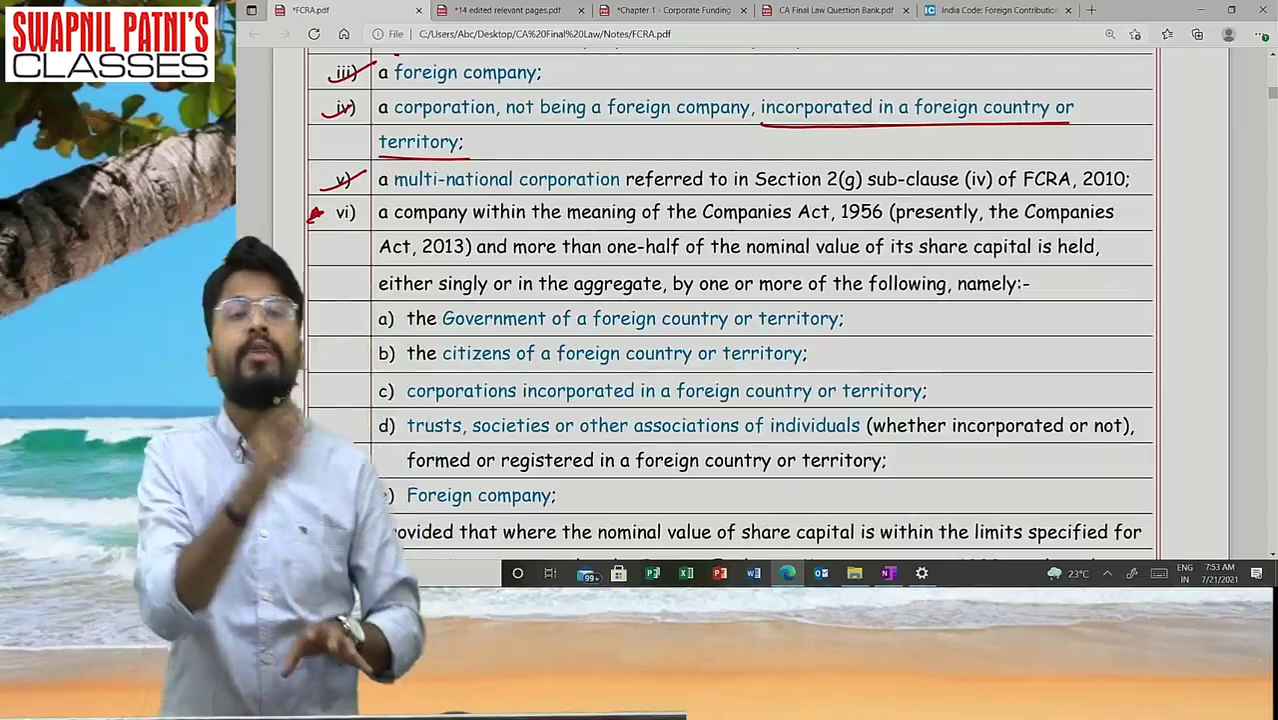 SWAPNIL PATNI'S
CLASSES
*FCRA.pdf
*14 edited relevant pages.pdf
*Chapter 1 - Corporate Funding
CA Final Law Question Bank.pdf
India Code: Foreign Contribution
File
C:/Users/Abc/Desktop/CA%20Final%20Law/Notes/FCRA.pdf
iii) a foreign company;
iv) a corporation, not being a foreign company, incorporated in a foreign country or
territory;
v) a multi-national corporation referred to in Section 2(g) sub-clause (iv) of FCRA, 2010;
vi) a company within the meaning of the Companies Act, 1956 (presently, the Companies
Act, 2013) and more than one-half of the nominal value of its share capital is held,
either singly or in the aggregate, by one or more of the following, namely:-
a) the Government of a foreign country or territory;
b) the citizens of a foreign country or territory;
c) corporations incorporated in a foreign country or territory;
d) trusts, societies or other associations of individuals (whether incorporated or not),
formed or registered in a foreign country or territory;
) Foreign company;
rovided that where the nominal value of share capital is within the limits specified for
99+
23°C
ENG
IN
7:53 AM
7/21/2021